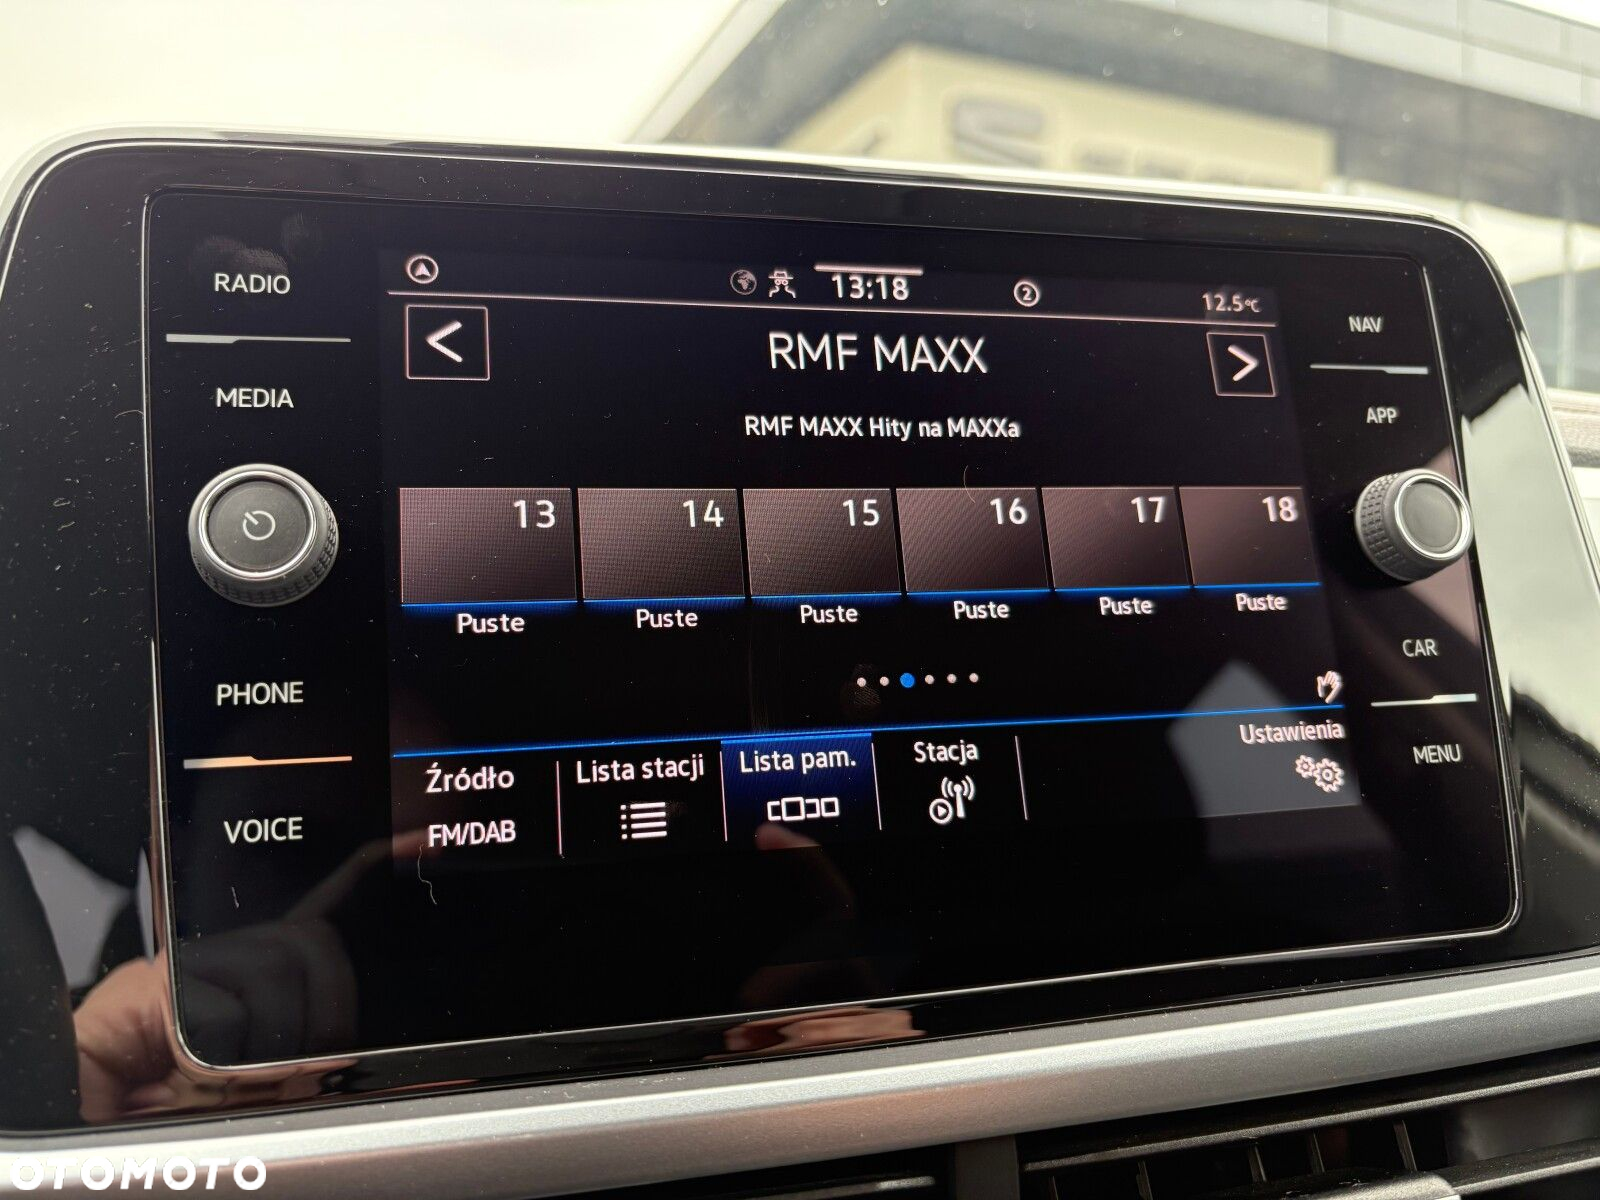 RADIO
MEDIA
PHONE
VOICE
13:18
2
12.5°C
<
RMF MAXX
>
RMF MAXX Hity na MAXXa
13 14 15 16 17 18
Puste Puste Puste Puste Puste Puste
Źródło
FM/DAB
Lista stacji
Lista pam.
Stacja
Ustawienia
NAV
APP
CAR
MENU
OTOMOTO